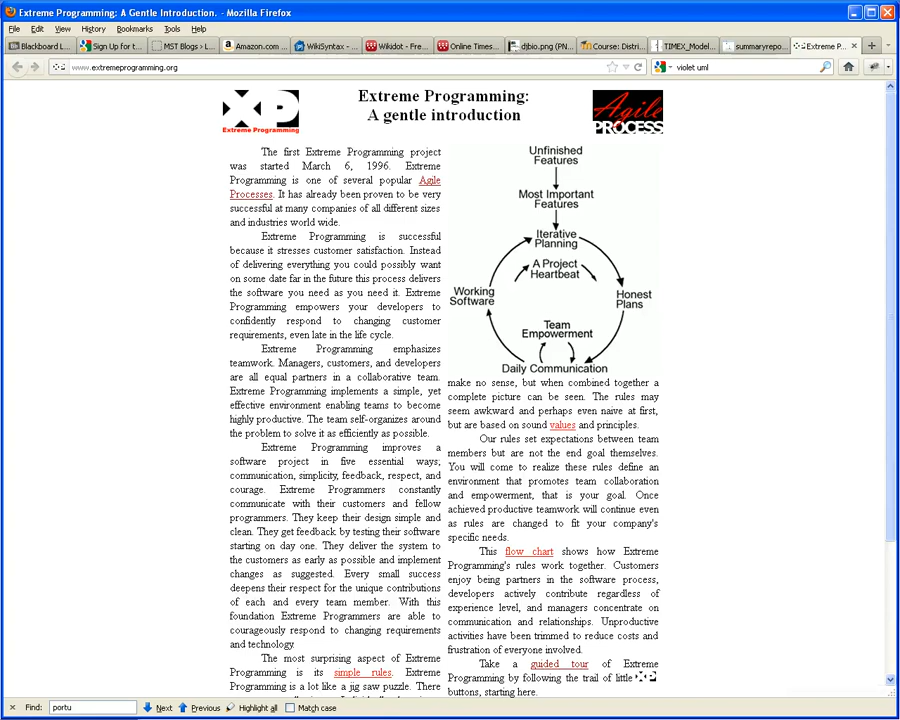 Extreme Programming: A Gentle Introduction. - Mozilla Firefox
File Edit View History Bookmarks Tools Help
Blackboard L... Sign Up for t... MST Blogs › L... Amazon.com ... WikiSyntax - ... Wikidot - Fre... Online Times... djbio.png (PN... Course: Distri... TIMEX_Model... summaryrepo... Extreme P...
www.extremeprogramming.org
violet uml
XP
Extreme Programming
Extreme Programming:
A gentle introduction
Agile
PROCESS
The first Extreme Programming project
was started March 6, 1996. Extreme
Programming is one of several popular Agile
Processes. It has already been proven to be very
successful at many companies of all different sizes
and industries world wide.
Extreme Programming is successful
because it stresses customer satisfaction. Instead
of delivering everything you could possibly want
on some date far in the future this process delivers
the software you need as you need it. Extreme
Programming empowers your developers to
confidently respond to changing customer
requirements, even late in the life cycle.
Extreme Programming emphasizes
teamwork. Managers, customers, and developers
are all equal partners in a collaborative team.
Extreme Programming implements a simple, yet
effective environment enabling teams to become
highly productive. The team self-organizes around
the problem to solve it as efficiently as possible.
Extreme Programming improves a
software project in five essential ways;
communication, simplicity, feedback, respect, and
courage. Extreme Programmers constantly
communicate with their customers and fellow
programmers. They keep their design simple and
clean. They get feedback by testing their software
starting on day one. They deliver the system to
the customers as early as possible and implement
changes as suggested. Every small success
deepens their respect for the unique contributions
of each and every team member. With this
foundation Extreme Programmers are able to
courageously respond to changing requirements
and technology.
The most surprising aspect of Extreme
Programming is its simple rules. Extreme
Programming is a lot like a jig saw puzzle. There
Unfinished
Features
Most Important
Features
Iterative
Planning
A Project
Heartbeat
Working
Software
Honest
Plans
Team
Empowerment
Daily Communication
make no sense, but when combined together a
complete picture can be seen. The rules may
seem awkward and perhaps even naive at first,
but are based on sound values and principles.
Our rules set expectations between team
members but are not the end goal themselves.
You will come to realize these rules define an
environment that promotes team collaboration
and empowerment, that is your goal. Once
achieved productive teamwork will continue even
as rules are changed to fit your company's
specific needs.
This flow chart shows how Extreme
Programming's rules work together. Customers
enjoy being partners in the software process,
developers actively contribute regardless of
experience level, and managers concentrate on
communication and relationships. Unproductive
activities have been trimmed to reduce costs and
frustration of everyone involved.
Take a guided tour of Extreme
Programming by following the trail of little XP
buttons, starting here.
Find: portu Next Previous Highlight all Match case